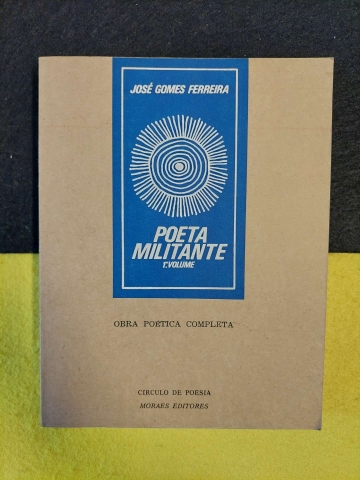 JOSÉ GOMES FERREIRA
POETA
MILITANTE
1.º VOLUME
OBRA POÉTICA COMPLETA
CÍRCULO DE POESIA
MORAES EDITORES